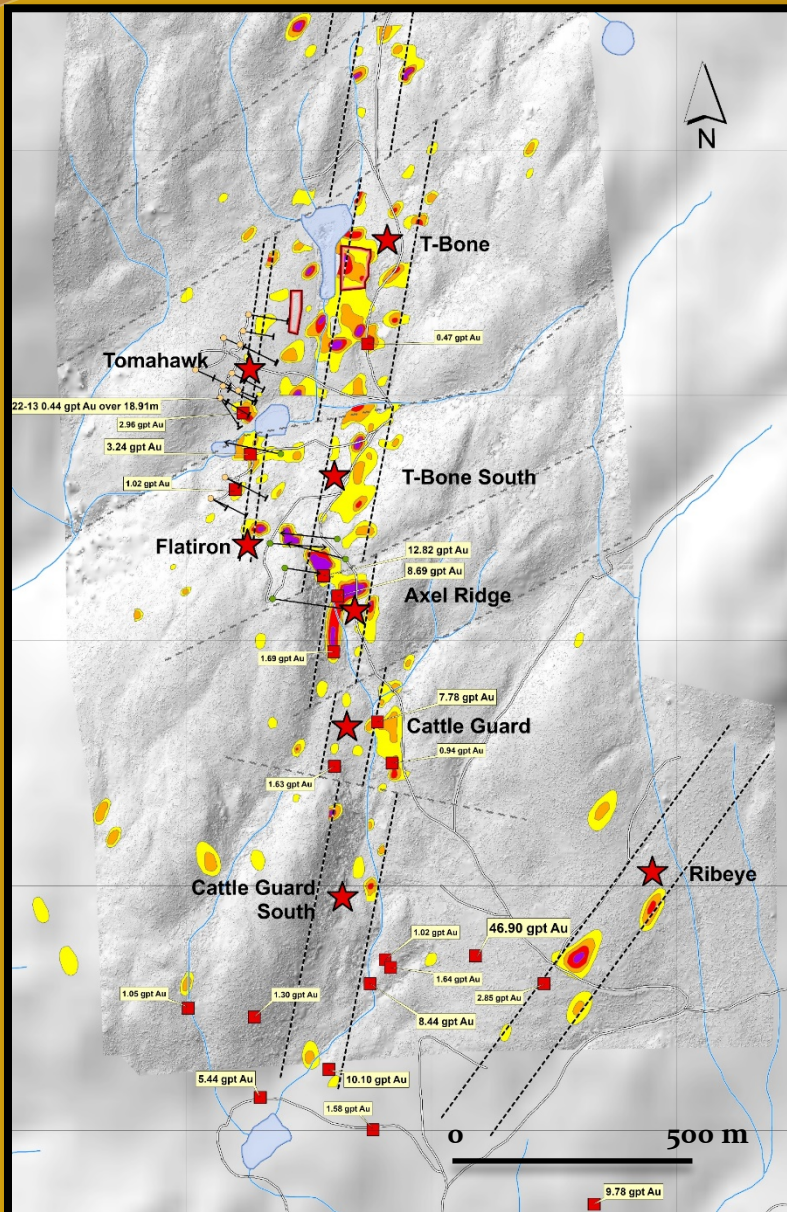 N
T-Bone
0.47 gpt Au
Tomahawk
22-13 0.44 gpt Au over 18.91m
2.96 gpt Au
3.24 gpt Au
1.02 gpt Au
T-Bone South
Flatiron
12.82 gpt Au
8.69 gpt Au
Axel Ridge
1.69 gpt Au
7.78 gpt Au
Cattle Guard
0.94 gpt Au
1.63 gpt Au
Ribeye
Cattle Guard
South
46.90 gpt Au
1.02 gpt Au
1.64 gpt Au
2.85 gpt Au
1.05 gpt Au
1.30 gpt Au
8.44 gpt Au
10.10 gpt Au
5.44 gpt Au
1.58 gpt Au
0 500 m
9.78 gpt Au